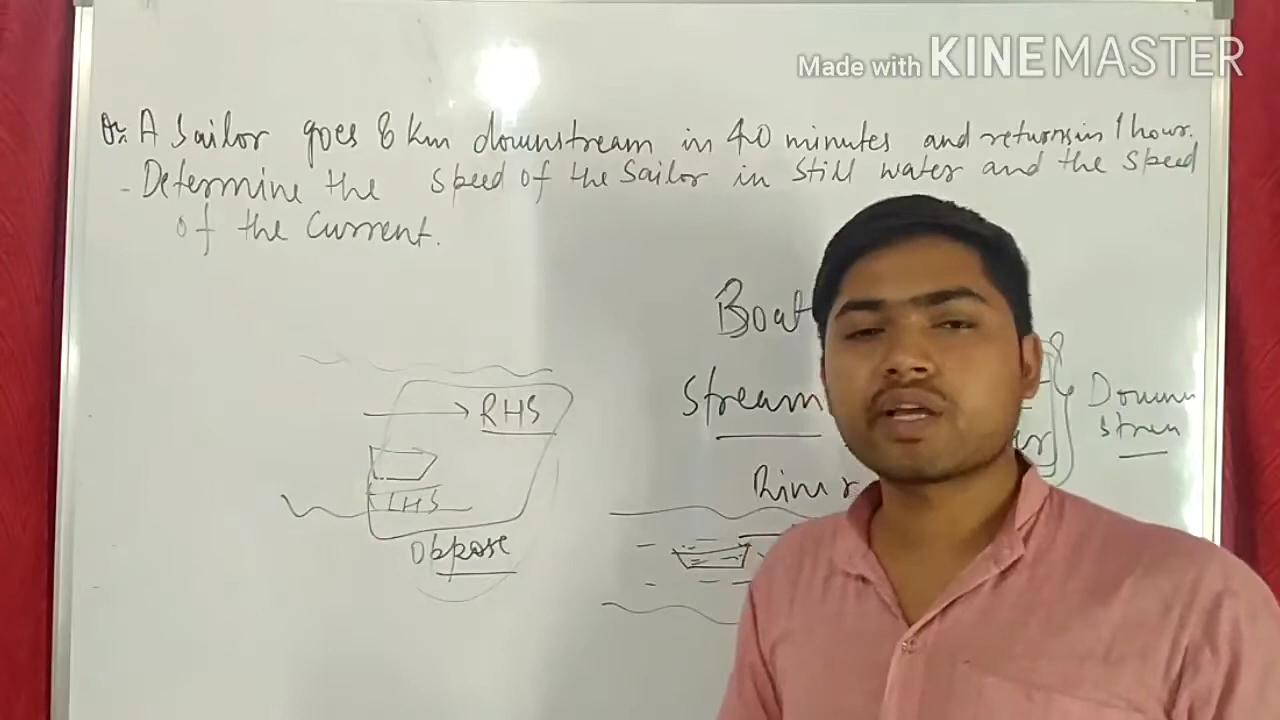 Made with KINEMASTER
Qn: A Sailor goes 8 Km downstream in 40 minutes and returns in 1 hour.
- Determine the speed of the Sailor in Still water and the Speed
of the Current.
Boat
Stream
River
RHS
LHS
oppose
Down